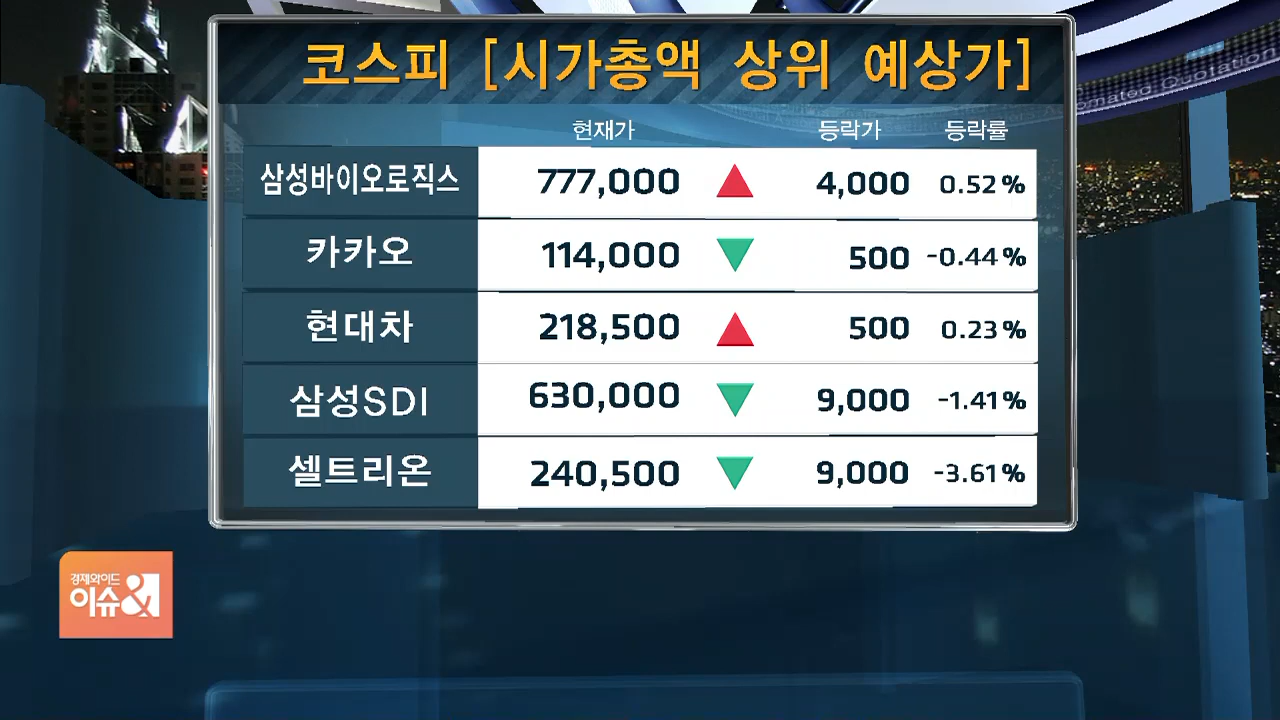 코스피 [시가총액 상위 예상가]
현재가 등락가 등락률
삼성바이오로직스 777,000 ▲ 4,000 0.52%
카카오 114,000 ▼ 500 -0.44%
현대차 218,500 ▲ 500 0.23%
삼성SDI 630,000 ▼ 9,000 -1.41%
셀트리온 240,500 ▼ 9,000 -3.61%
경제와이드
이슈&
omated Quotation